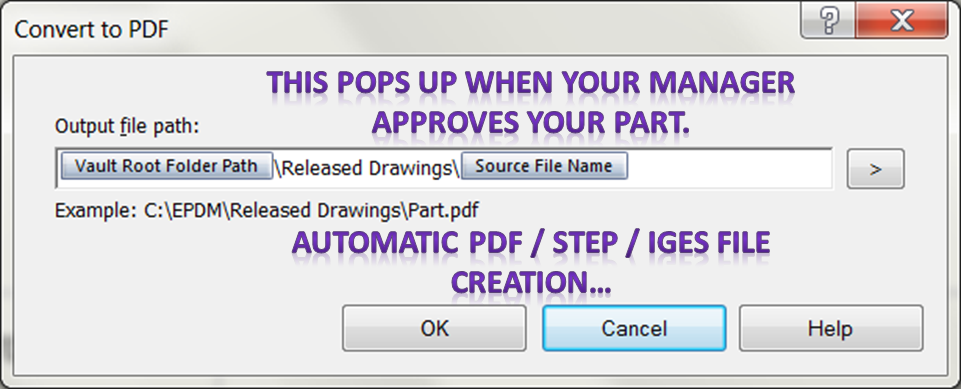 Convert to PDF
THIS POPS UP WHEN YOUR MANAGER
APPROVES YOUR PART.
Output file path:
Vault Root Folder Path \Released Drawings\ Source File Name >
Example: C:\EPDM\Released Drawings\Part.pdf
AUTOMATIC PDF / STEP / IGES FILE
CREATION...
OK Cancel Help